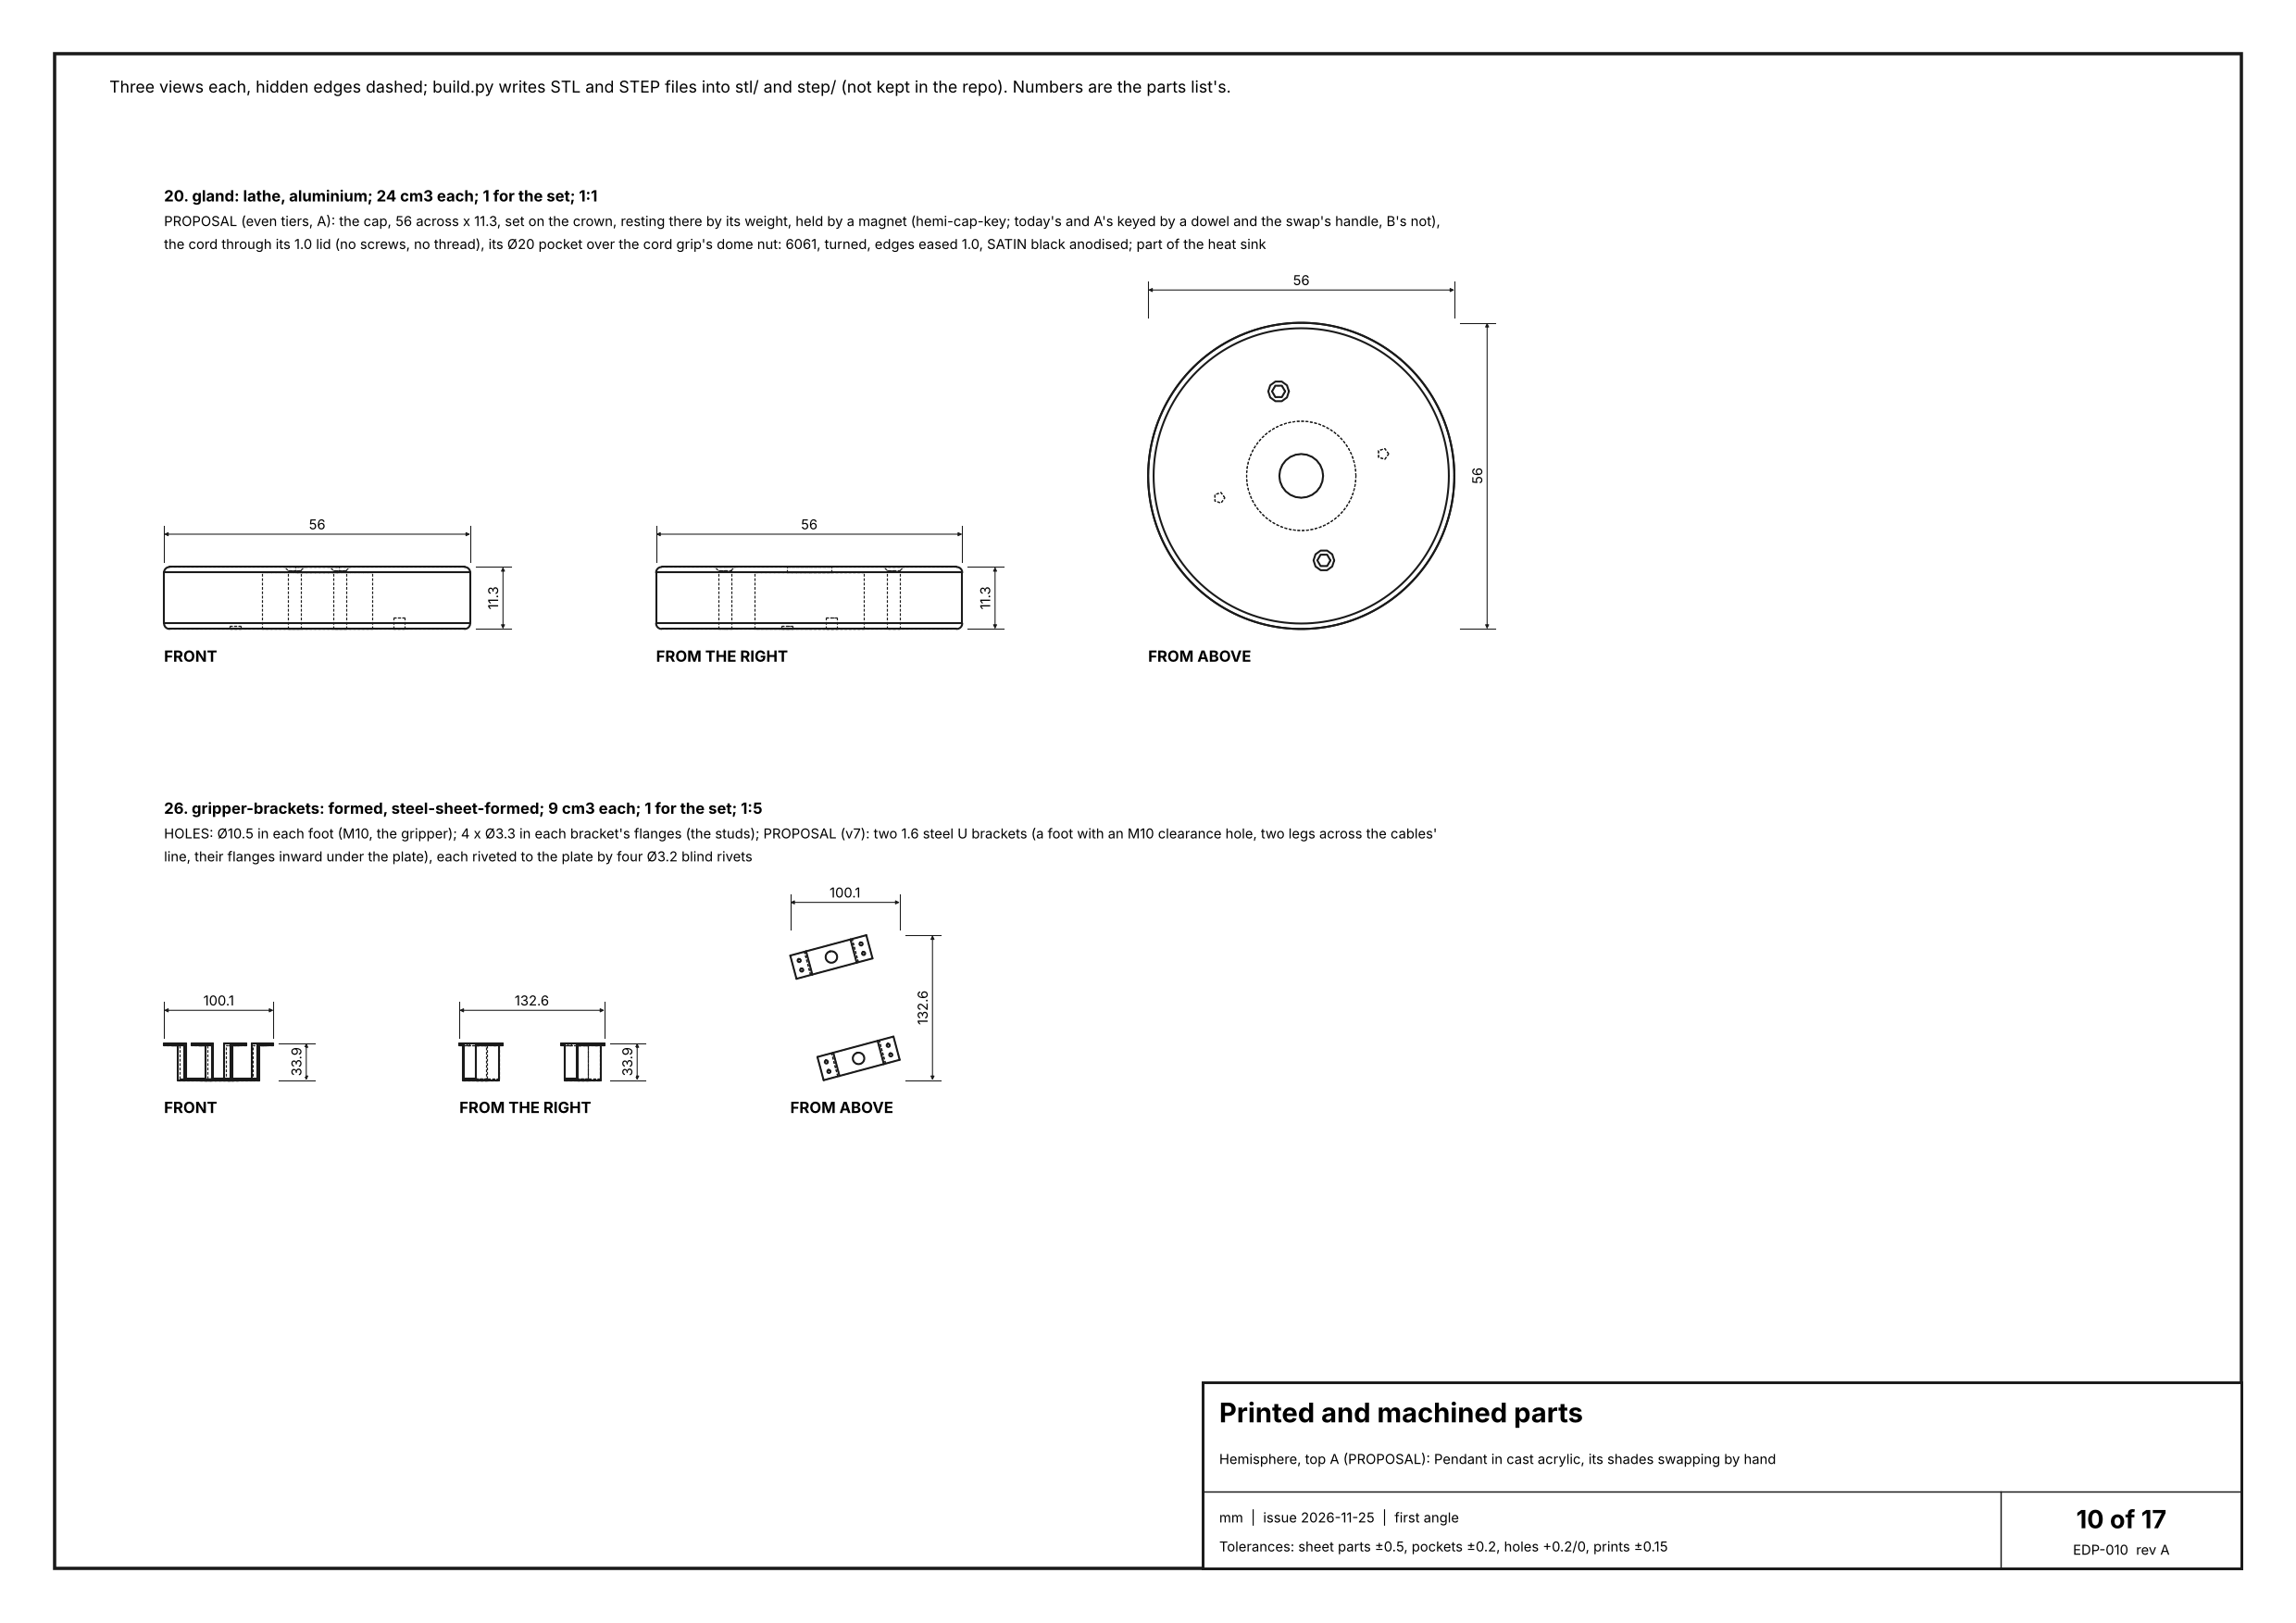 Three views each, hidden edges dashed; build.py writes STL and STEP files into stl/ and step/ (not kept in the repo). Numbers are the parts list's.
20. gland: lathe, aluminium; 24 cm3 each; 1 for the set; 1:1
PROPOSAL (even tiers, A): the cap, 56 across x 11.3, set on the crown, resting there by its weight, held by a magnet (hemi-cap-key; today's and A's keyed by a dowel and the swap's handle, B's not),
the cord through its 1.0 lid (no screws, no thread), its Ø20 pocket over the cord grip's dome nut: 6061, turned, edges eased 1.0, SATIN black anodised; part of the heat sink
56
56
56
11.3
56
11.3
FRONT
FROM THE RIGHT
FROM ABOVE
26. gripper-brackets: formed, steel-sheet-formed; 9 cm3 each; 1 for the set; 1:5
HOLES: Ø10.5 in each foot (M10, the gripper); 4 x Ø3.3 in each bracket's flanges (the studs); PROPOSAL (v7): two 1.6 steel U brackets (a foot with an M10 clearance hole, two legs across the cables'
line, their flanges inward under the plate), each riveted to the plate by four Ø3.2 blind rivets
100.1
132.6
100.1
33.9
132.6
33.9
FRONT
FROM THE RIGHT
FROM ABOVE
Printed and machined parts
Hemisphere, top A (PROPOSAL): Pendant in cast acrylic, its shades swapping by hand
mm | issue 2026-11-25 | first angle
Tolerances: sheet parts ±0.5, pockets ±0.2, holes +0.2/0, prints ±0.15
10 of 17
EDP-010 rev A